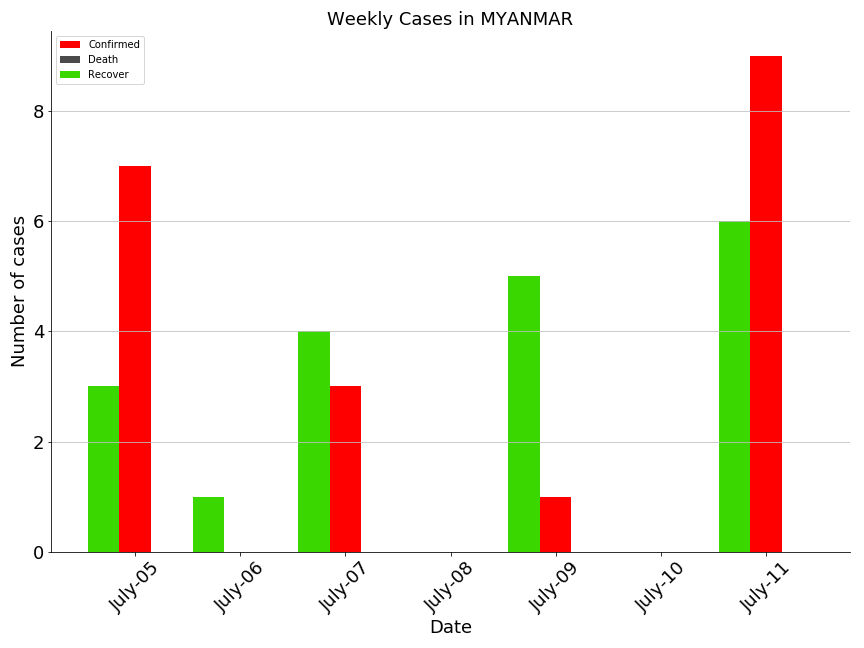 Weekly Cases in MYANMAR
Confirmed
Death
Recover
Number of cases
8
6
4
2
0
July-05
July-06
July-07
July-08
July-09
July-10
July-11
Date